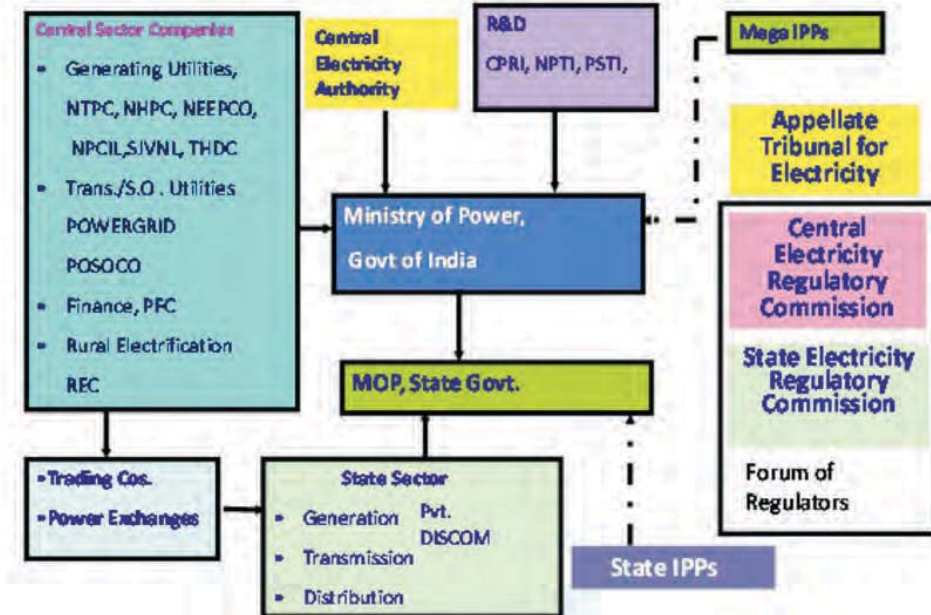 Central Sector Companies
• Generating Utilities,
NTPC, NHPC, NEEPCO,
NPCIL,SJVNL, THDC
• Trans./S.O. Utilities
POWERGRID
POSOCO
• Finance, PFC
• Rural Electrification
REC
Central
Electricity
Authority
R&D
CPRI, NPTI, PSTI,
Mega IPPs
Appellate
Tribunal for
Electricity
Ministry of Power,
Govt of India
Central
Electricity
Regulatory
Commission
State Electricity
Regulatory
Commission
Forum of
Regulators
MOP, State Govt.
•Trading Cos.
•Power Exchanges
State Sector
• Generation
• Transmission
• Distribution
Pvt.
DISCOM
State IPPs